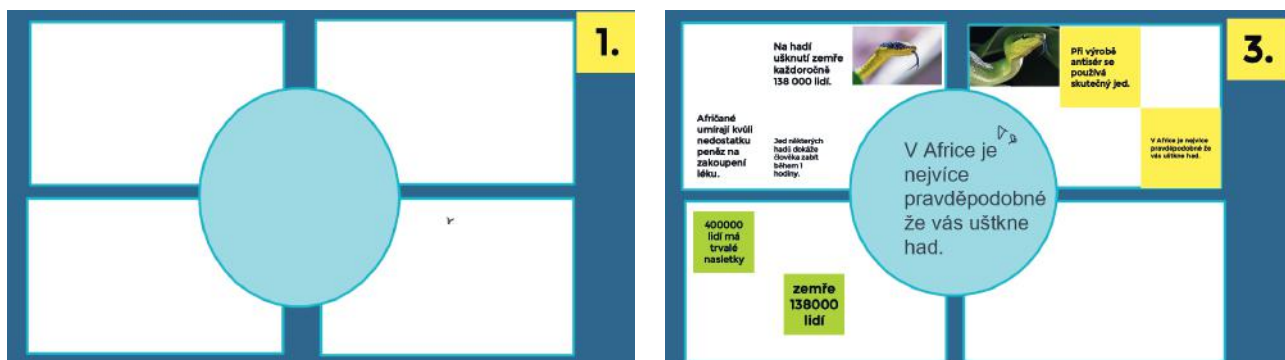 1.
3.
Na hadí
uštknutí zemře
každoročně
138 000 lidí.
Při výrobě
antisér se
používá
skutečný jed.
Afričané
umírají kvůli
nedostatku
peněz na
zakoupení
léku.
Jed některých
hadů dokáže
člověka zabít
během 1
hodiny.
V Africe je nejvíce
pravděpodobné že
vás uštkne had.
V Africe je
nejvíce
pravděpodobné
že vás uštkne
had.
400000
lidí má
trvalé
nasletky
zemře
138000
lidí